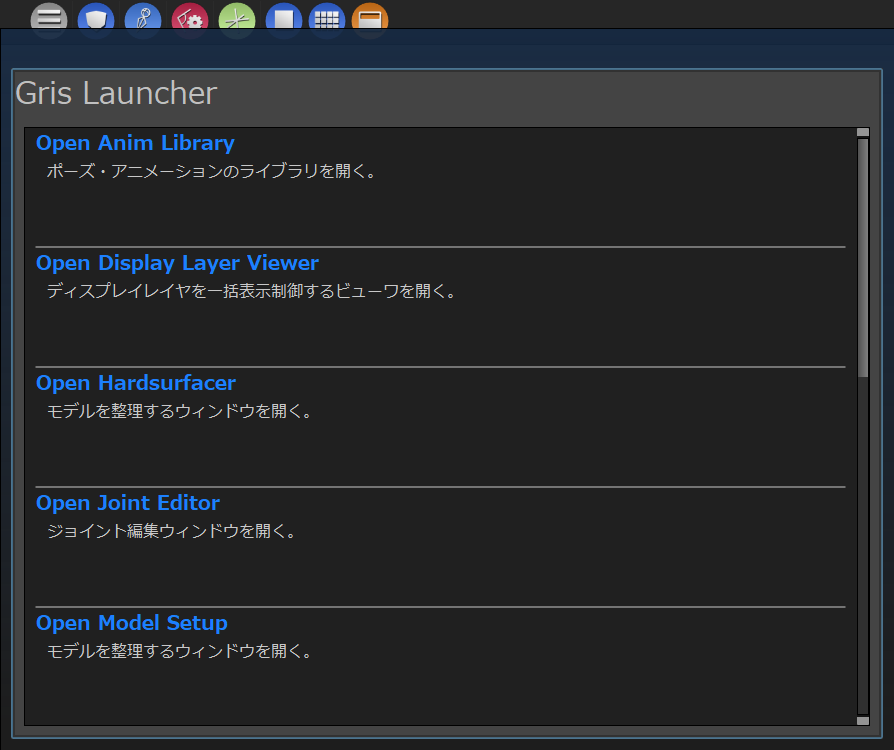 Gris Launcher
Open Anim Library
ポーズ・アニメーションのライブラリを開く。
Open Display Layer Viewer
ディスプレイレイヤを一括表示制御するビューワを開く。
Open Hardsurfacer
モデルを整理するウィンドウを開く。
Open Joint Editor
ジョイント編集ウィンドウを開く。
Open Model Setup
モデルを整理するウィンドウを開く。